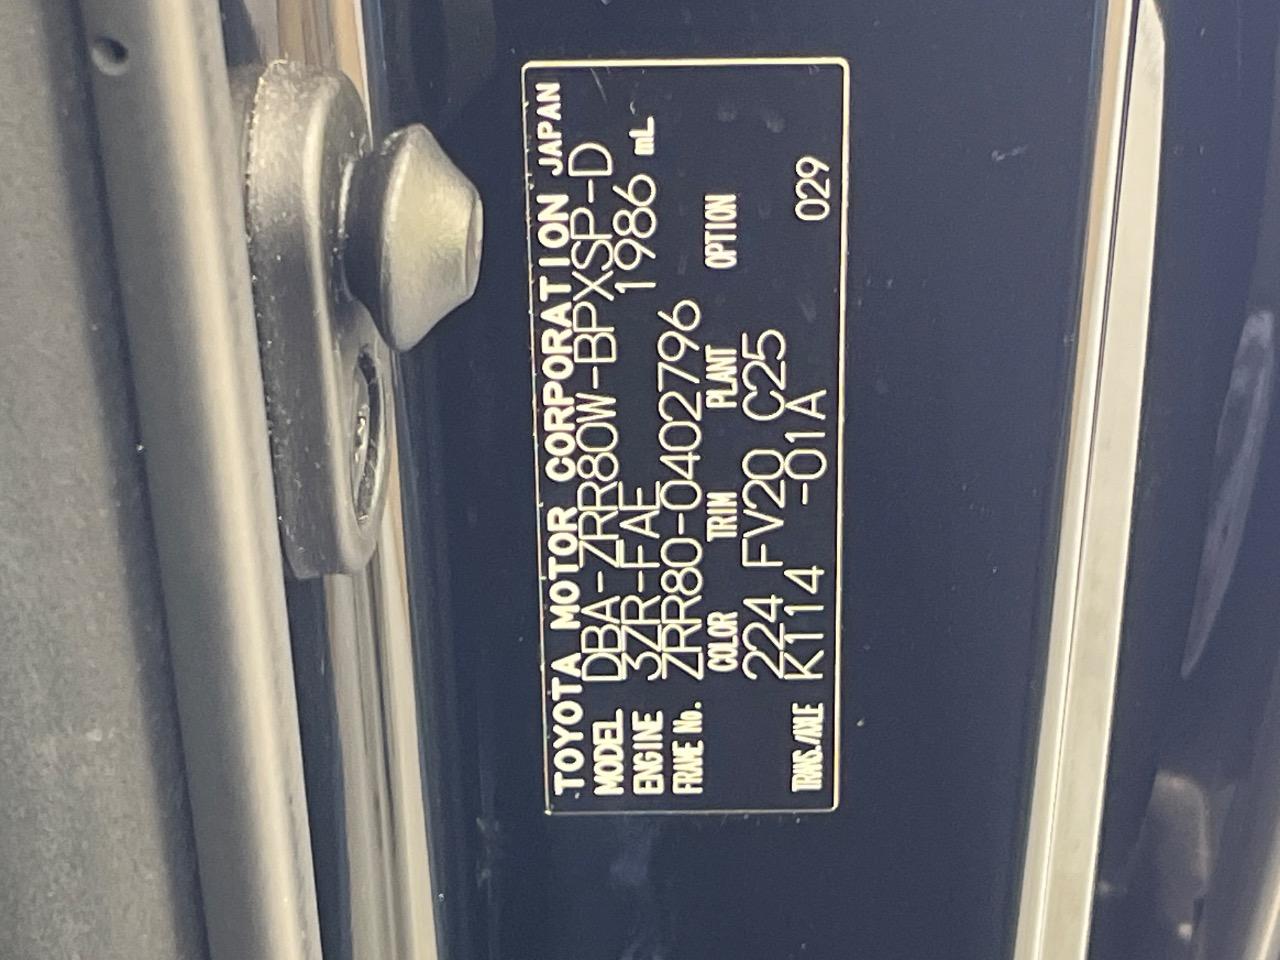 TOYOTA MOTOR CORPORATION JAPAN
MODEL DBA-ZRR80W-BPXSP-D
ENGINE 3ZR-FAE 1986 mL
FRAME No. ZRR80-0402796
COLOR TRIM PLANT OPTION
224 FV20 C25
TRANS./AXLE K114 -01A 029